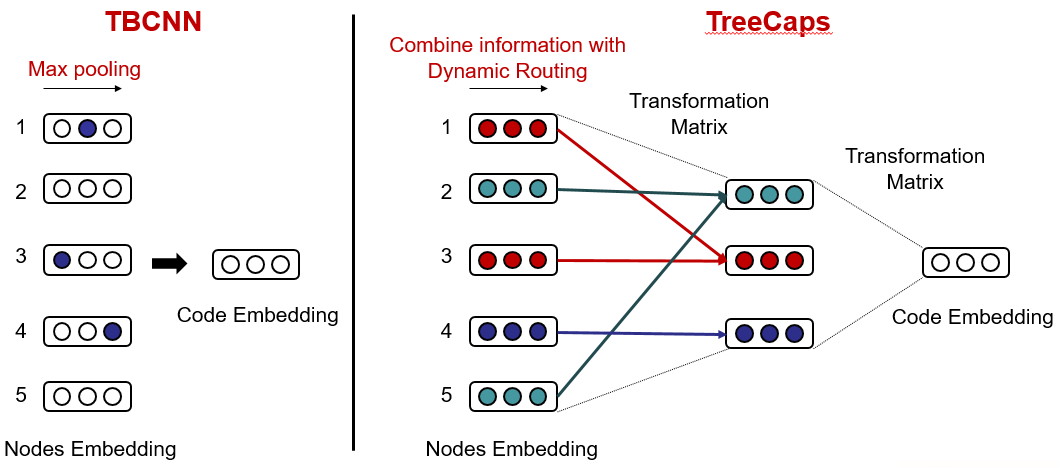 TBCNN
Max pooling
1
2
3
4
5
Code Embedding
Nodes Embedding
TreeCaps
Combine information with
Dynamic Routing
1
2
3
4
5
Transformation
Matrix
Transformation
Matrix
Code Embedding
Nodes Embedding